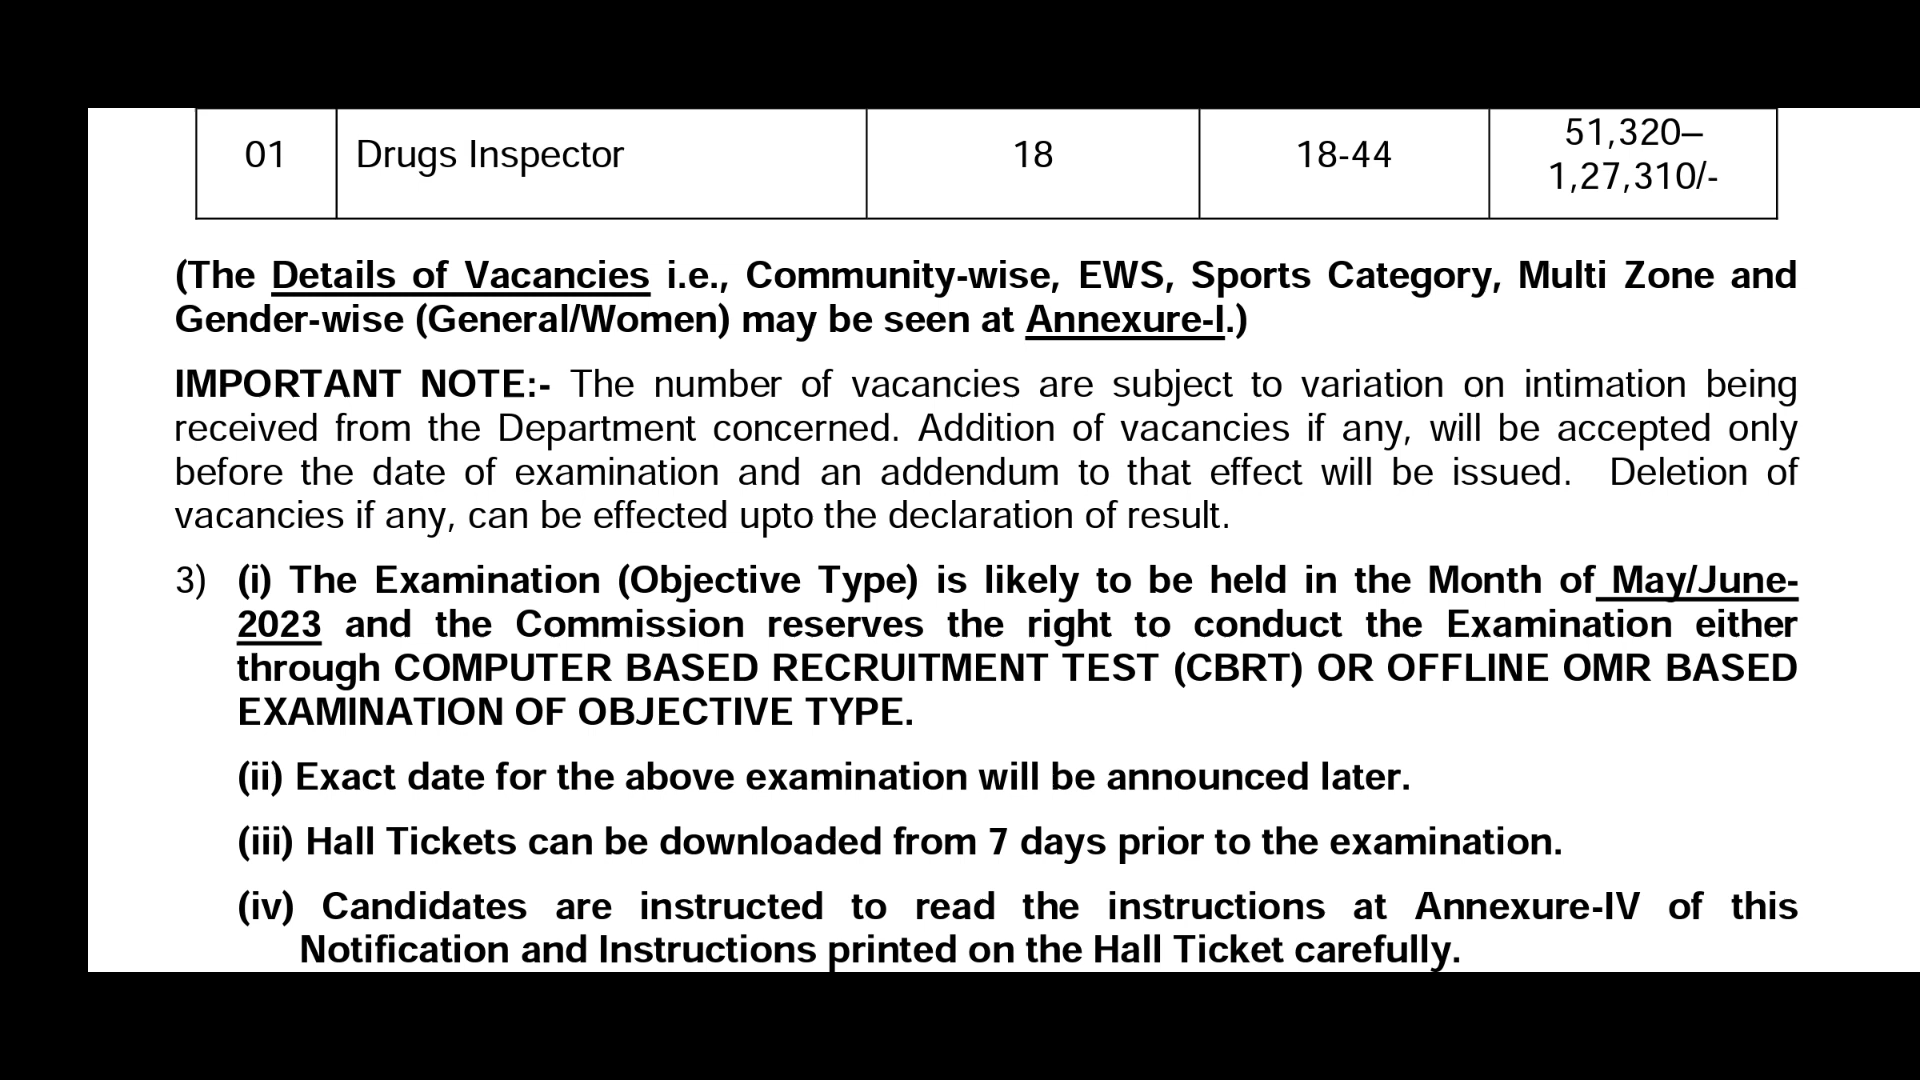 01 Drugs Inspector 18 18-44 51,320–
1,27,310/-
(The Details of Vacancies i.e., Community-wise, EWS, Sports Category, Multi Zone and
Gender-wise (General/Women) may be seen at Annexure-I.)
IMPORTANT NOTE:- The number of vacancies are subject to variation on intimation being
received from the Department concerned. Addition of vacancies if any, will be accepted only
before the date of examination and an addendum to that effect will be issued. Deletion of
vacancies if any, can be effected upto the declaration of result.
3) (i) The Examination (Objective Type) is likely to be held in the Month of May/June-
2023 and the Commission reserves the right to conduct the Examination either
through COMPUTER BASED RECRUITMENT TEST (CBRT) OR OFFLINE OMR BASED
EXAMINATION OF OBJECTIVE TYPE.
(ii) Exact date for the above examination will be announced later.
(iii) Hall Tickets can be downloaded from 7 days prior to the examination.
(iv) Candidates are instructed to read the instructions at Annexure-IV of this
Notification and Instructions printed on the Hall Ticket carefully.